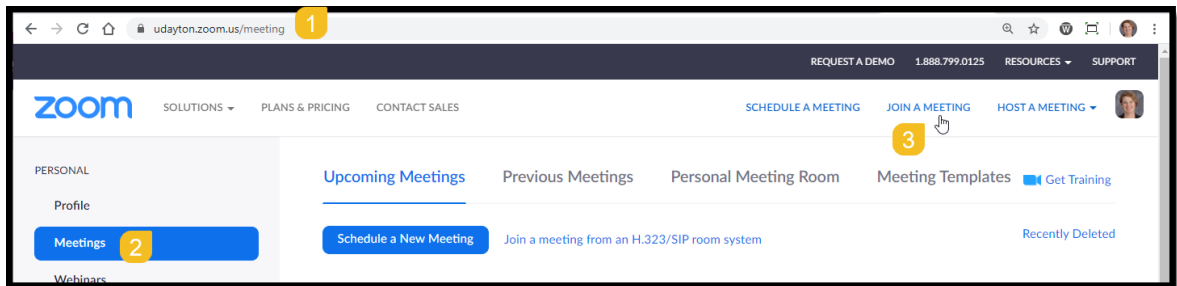 udayton.zoom.us/meeting 1
REQUEST A DEMO 1.888.799.0125 RESOURCES SUPPORT
zoom SOLUTIONS PLANS & PRICING CONTACT SALES SCHEDULE A MEETING JOIN A MEETING HOST A MEETING
3
PERSONAL
Upcoming Meetings Previous Meetings Personal Meeting Room Meeting Templates Get Training
Profile
Meetings 2 Schedule a New Meeting Join a meeting from an H.323/SIP room system Recently Deleted
Webinars